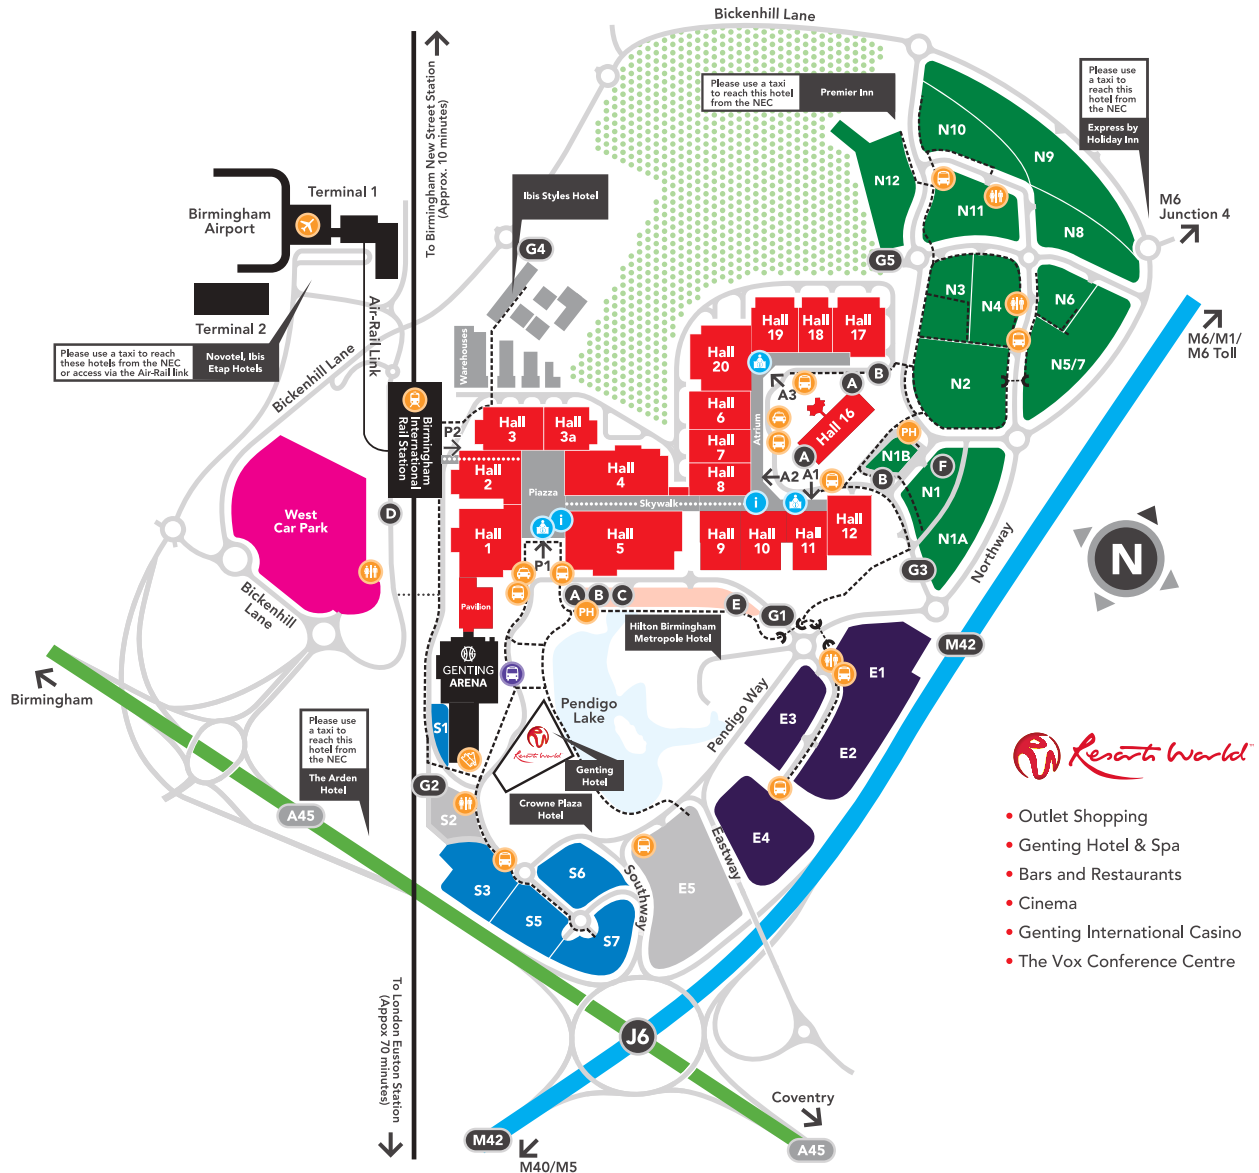 Bickenhill Lane
To Birmingham New Street Station
(Approx. 10 minutes)
Please use a taxi
to reach this hotel
from the NEC
Premier Inn
Please use
a taxi to
reach this
hotel from
the NEC
Express by
Holiday Inn
M6
Junction 4
M6/M1/
M6 Toll
N10
N9
N12
N11
N8
G5
N3
N4
N6
N2
N5/7
Terminal 1
Birmingham
Airport
Terminal 2
Air-Rail Link
Please use a taxi to reach
these hotels from the NEC
or access via the Air-Rail link
Novotel, Ibis
Etap Hotels
Bickenhill Lane
Ibis Styles Hotel
G4
Warehouses
Birmingham
International
Rail Station
P2
Hall
3
Hall
3a
Hall
2
Hall
4
Piazza
Skywalk
Hall
1
Hall
5
P1
Hall
19
Hall
18
Hall
17
Hall
20
Hall
6
Hall
7
Hall
8
Atrium
A3
A
B
Hall 16
A
A1
A2
i
i
Hall
9
Hall
10
Hall
11
Hall
12
PH
N1B
B
F
N1
N1A
G3
Northway
N
West
Car Park
D
Bickenhill
Lane
Pavilion
GENTING
ARENA
A
B
C
E
PH
G1
Hilton Birmingham
Metropole Hotel
M42
E1
E3
E2
E4
Pendigo Way
Pendigo
Lake
Resorts World
Genting
Hotel
Crowne Plaza
Hotel
S1
G2
S2
S3
S5
S6
S7
E5
Southway
Eastway
Birmingham
Please use
a taxi to
reach this
hotel from
the NEC
The Arden
Hotel
A45
To London Euston Station
(Appox 70 minutes)
J6
M42
M40/M5
Coventry
A45
Resorts World
• Outlet Shopping
• Genting Hotel & Spa
• Bars and Restaurants
• Cinema
• Genting International Casino
• The Vox Conference Centre